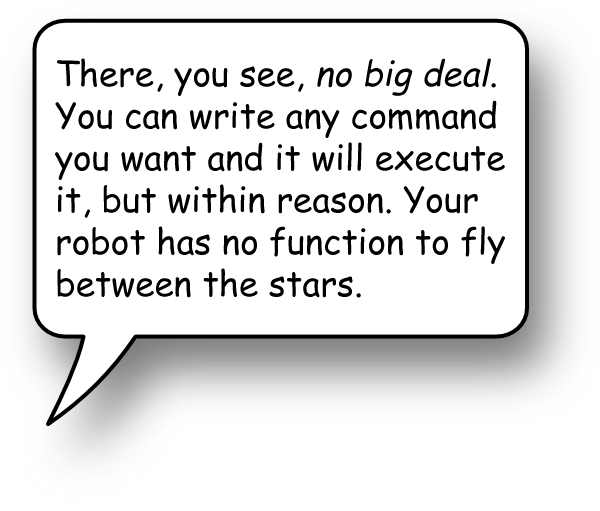 There, you see, no big deal.
You can write any command
you want and it will execute
it, but within reason. Your
robot has no function to fly
between the stars.